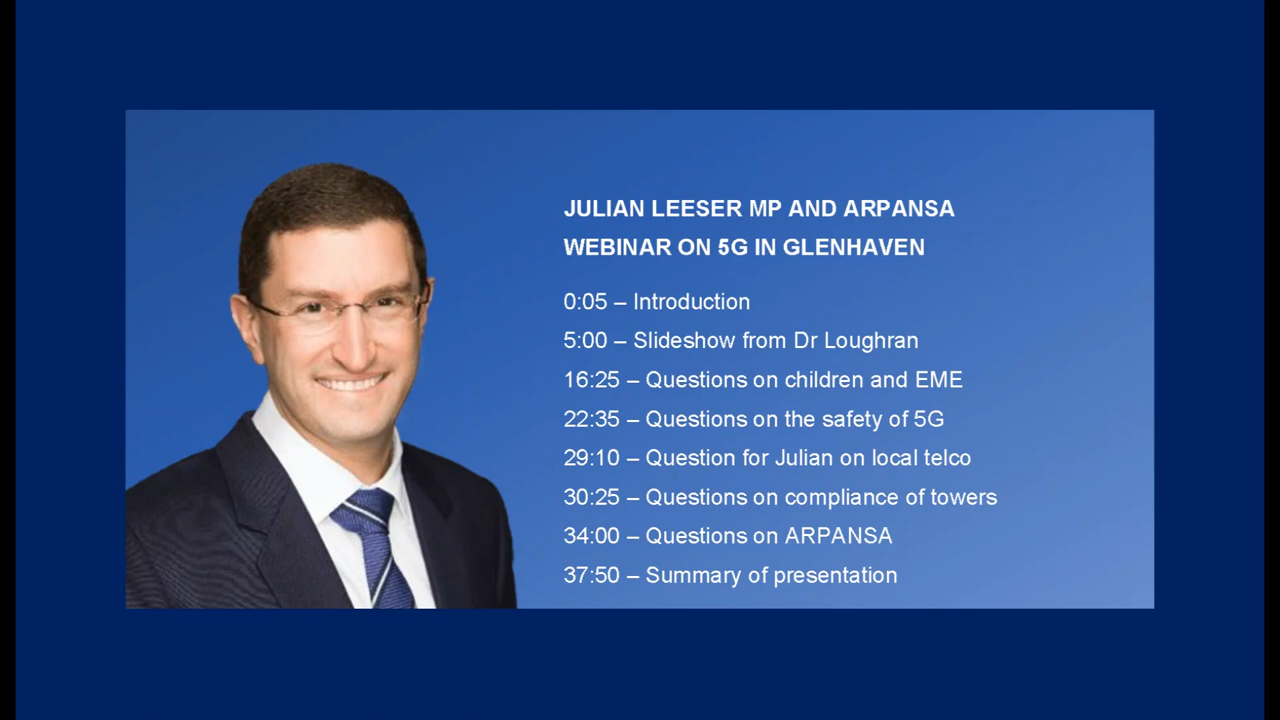 JULIAN LEESER MP AND ARPANSA
WEBINAR ON 5G IN GLENHAVEN
0:05 – Introduction
5:00 – Slideshow from Dr Loughran
16:25 – Questions on children and EME
22:35 – Questions on the safety of 5G
29:10 – Question for Julian on local telco
30:25 – Questions on compliance of towers
34:00 – Questions on ARPANSA
37:50 – Summary of presentation